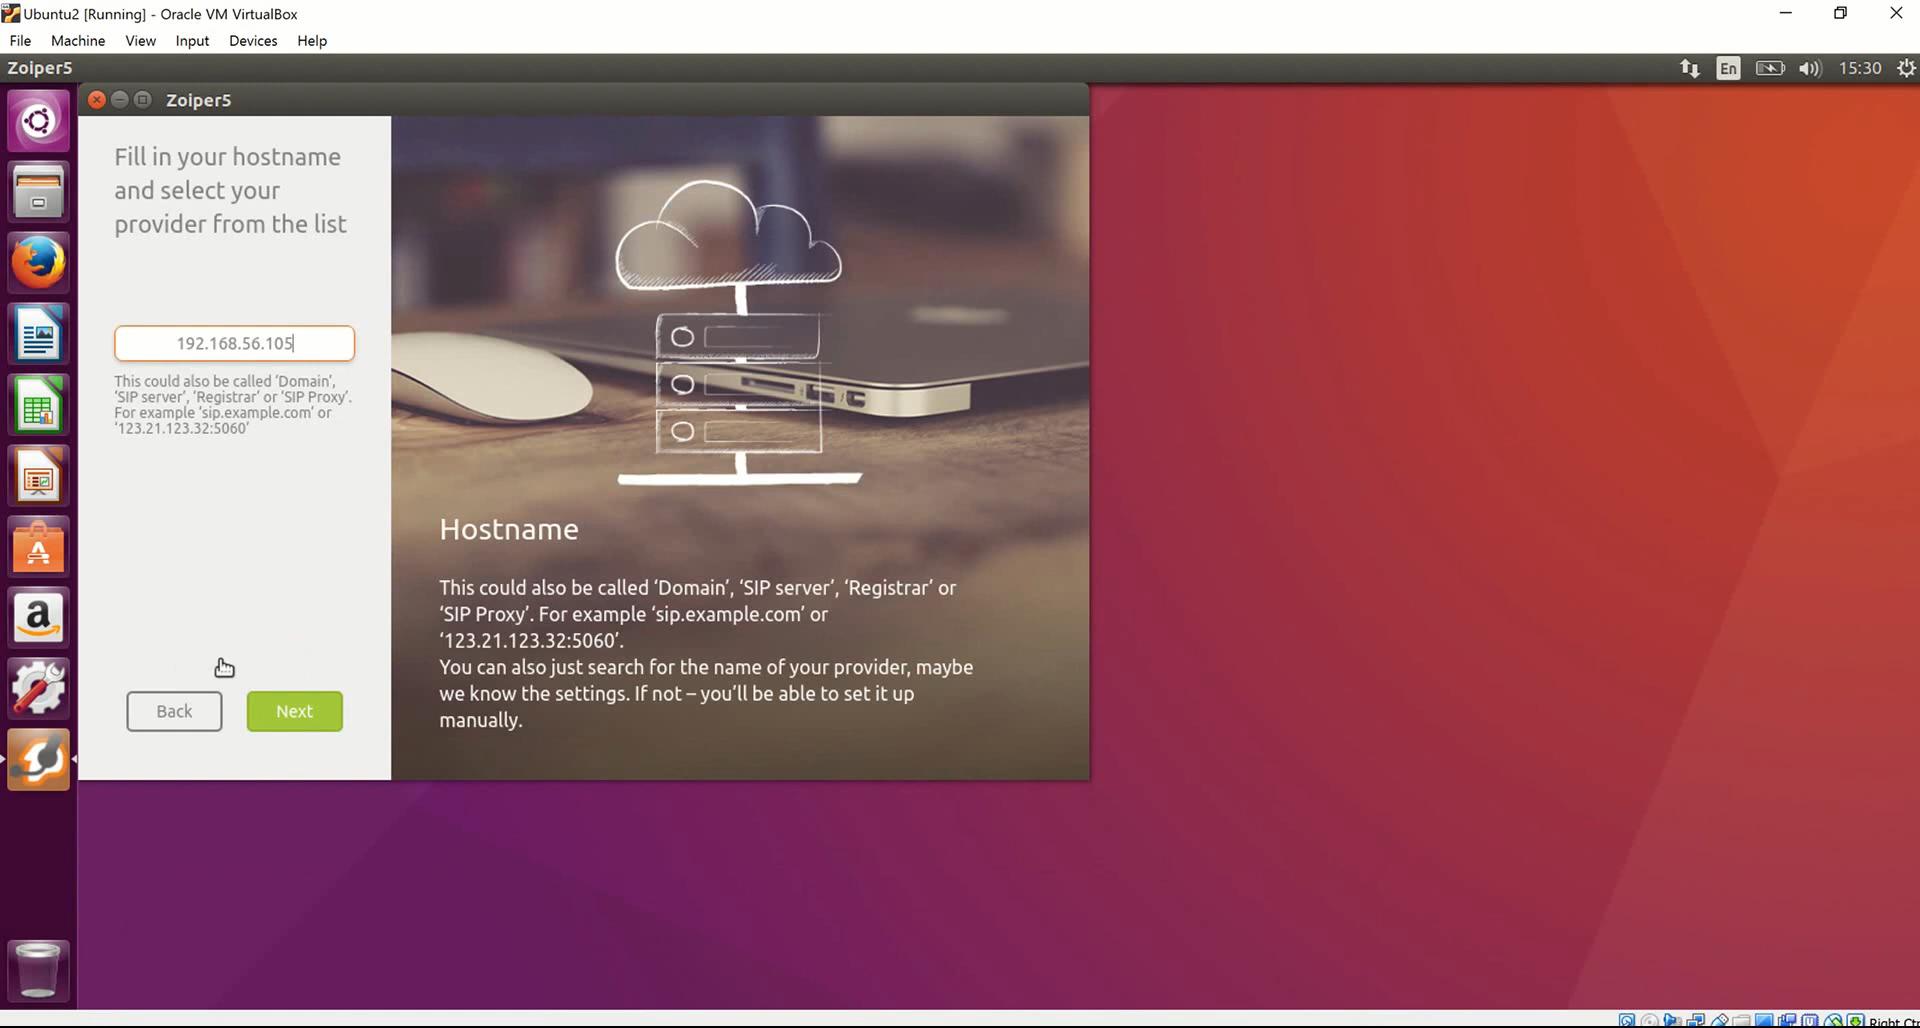 Ubuntu2 [Running] - Oracle VM VirtualBox
File Machine View Input Devices Help
Zoiper5
En
15:30
Zoiper5
Fill in your hostname
and select your
provider from the list
192.168.56.105
This could also be called ‘Domain’,
‘SIP server’, ‘Registrar’ or ‘SIP Proxy’.
For example ‘sip.example.com’ or
‘123.21.123.32:5060’
Back
Next
Hostname
This could also be called ‘Domain’, ‘SIP server’, ‘Registrar’ or
‘SIP Proxy’. For example ‘sip.example.com’ or
‘123.21.123.32:5060’.
You can also just search for the name of your provider, maybe
we know the settings. If not – you’ll be able to set it up
manually.
Right Ctr